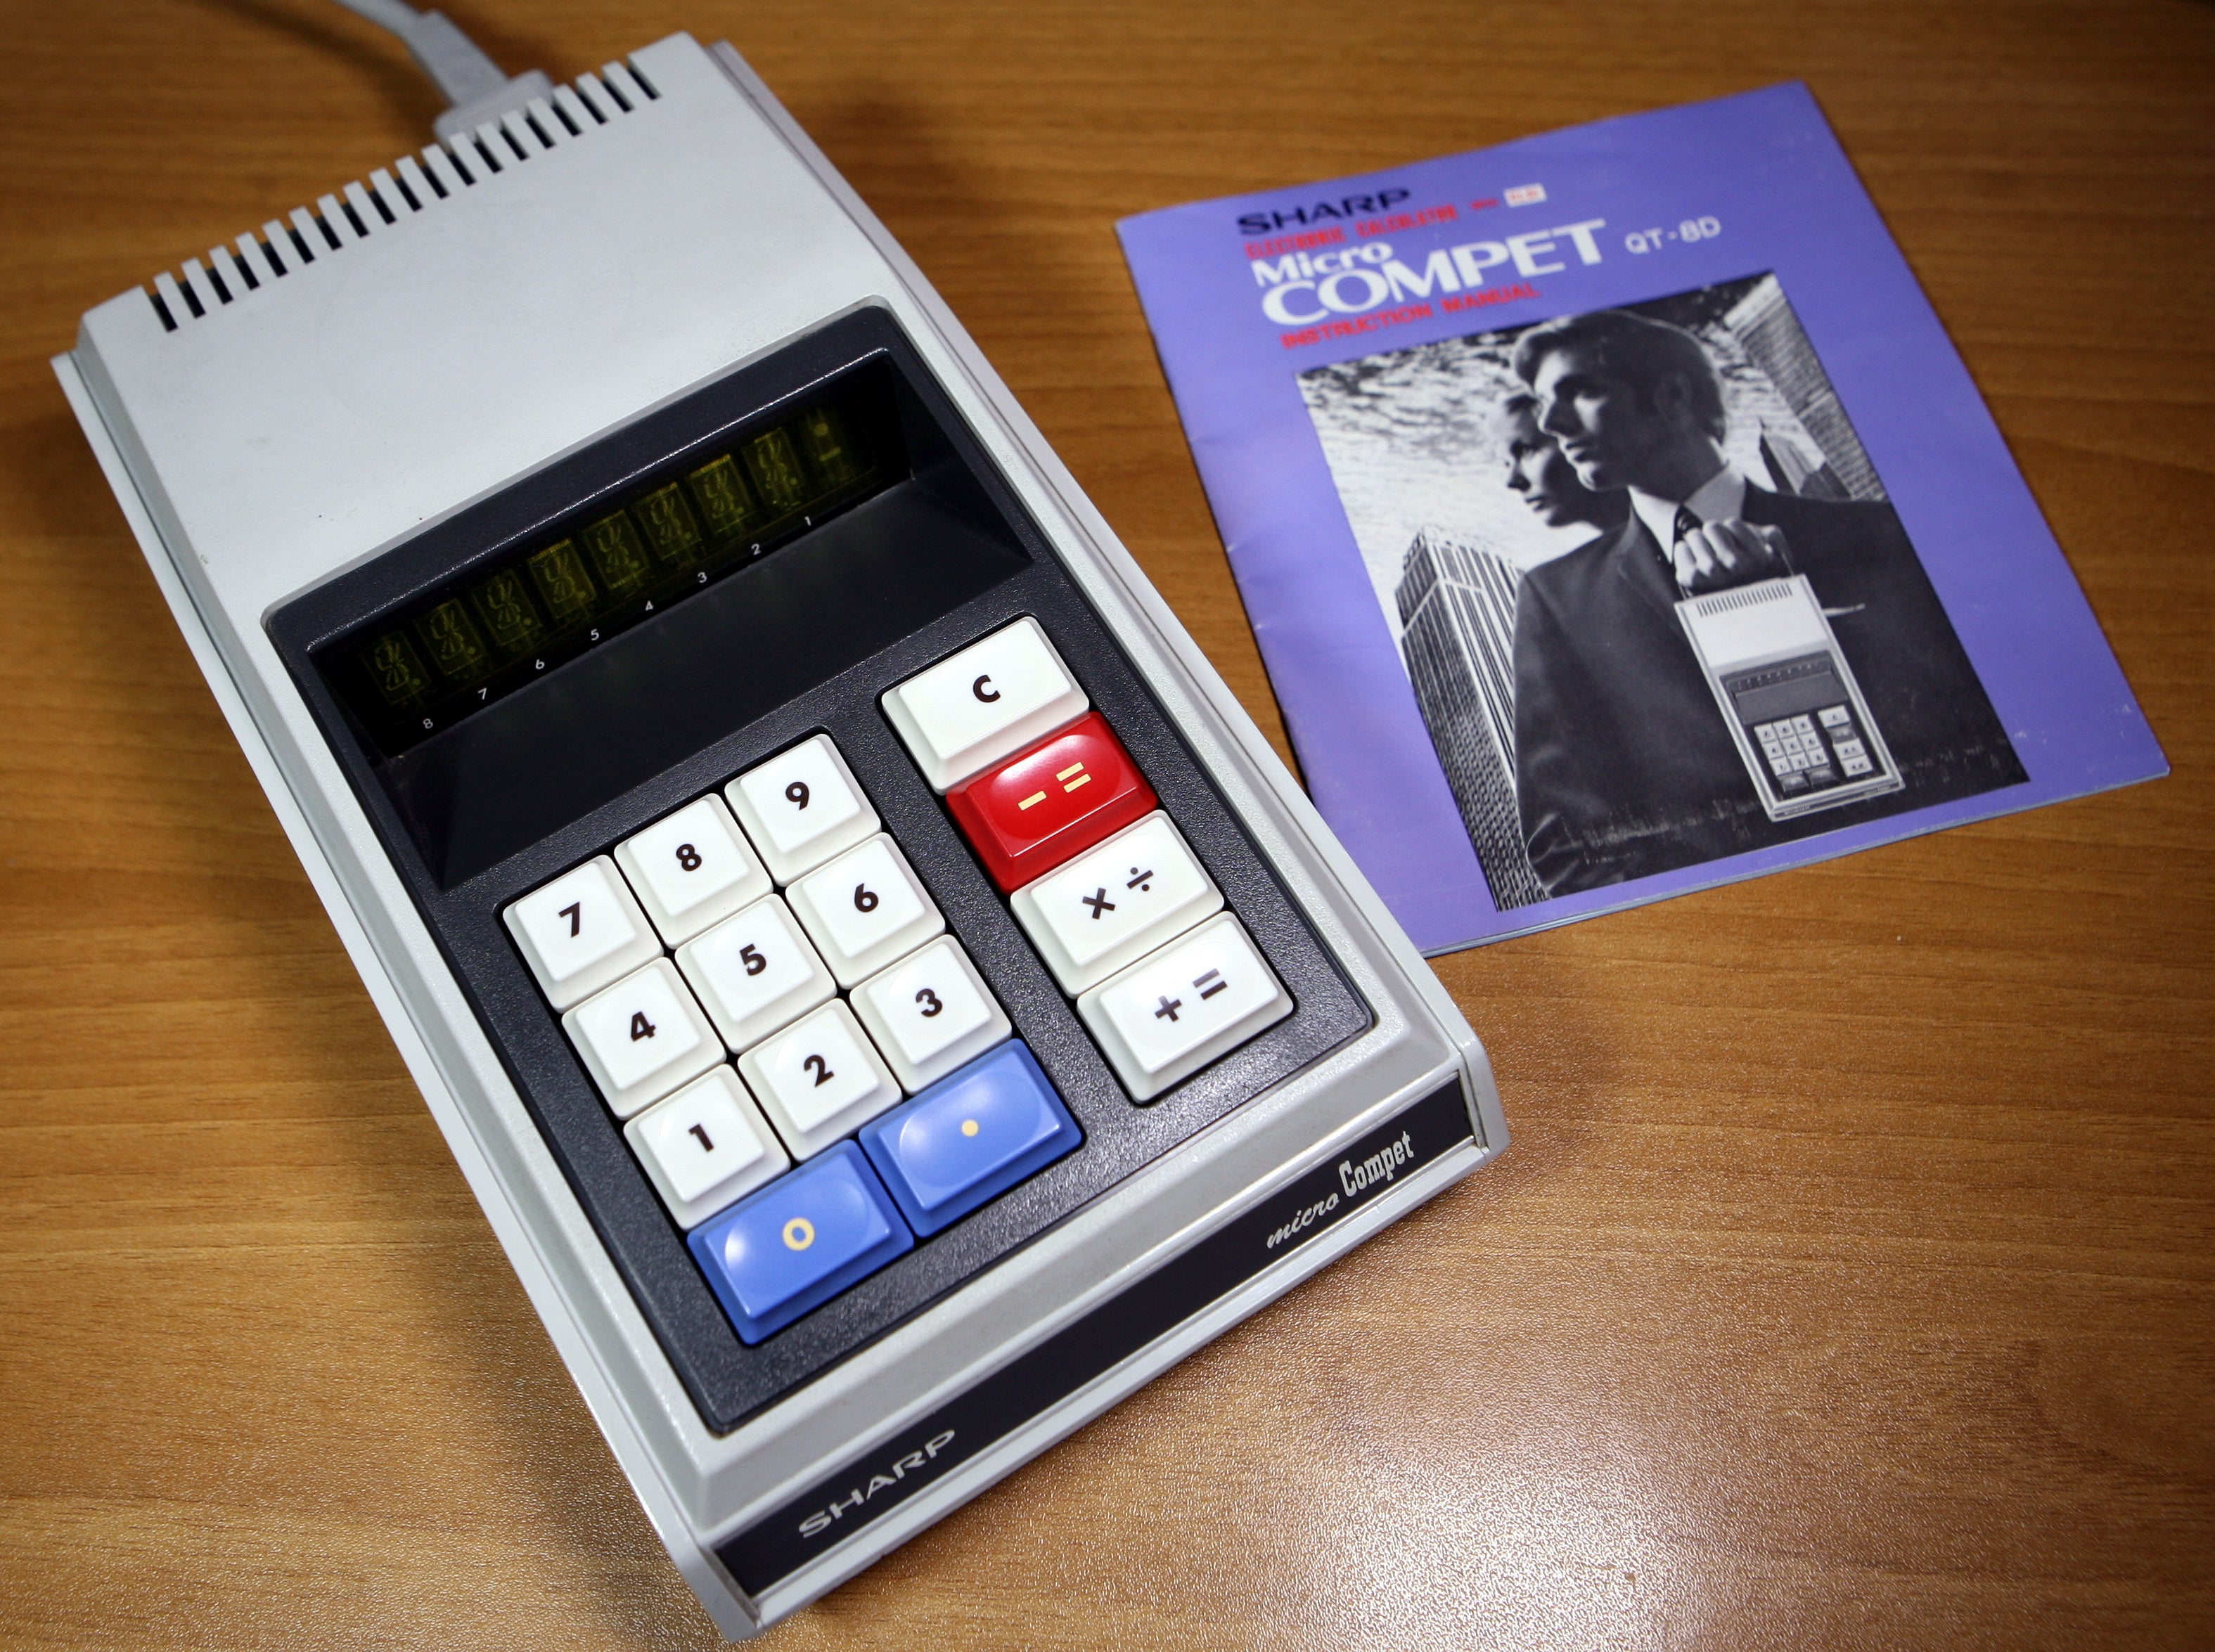 8 7 6 5 4 3 2 1
C
- =
× ÷
+ =
7 8 9
4 5 6
1 2 3
0 .
SHARP micro Compet
SHARP
ELECTRONIC CALCULATOR
Micro
COMPET QT-8D
INSTRUCTION MANUAL